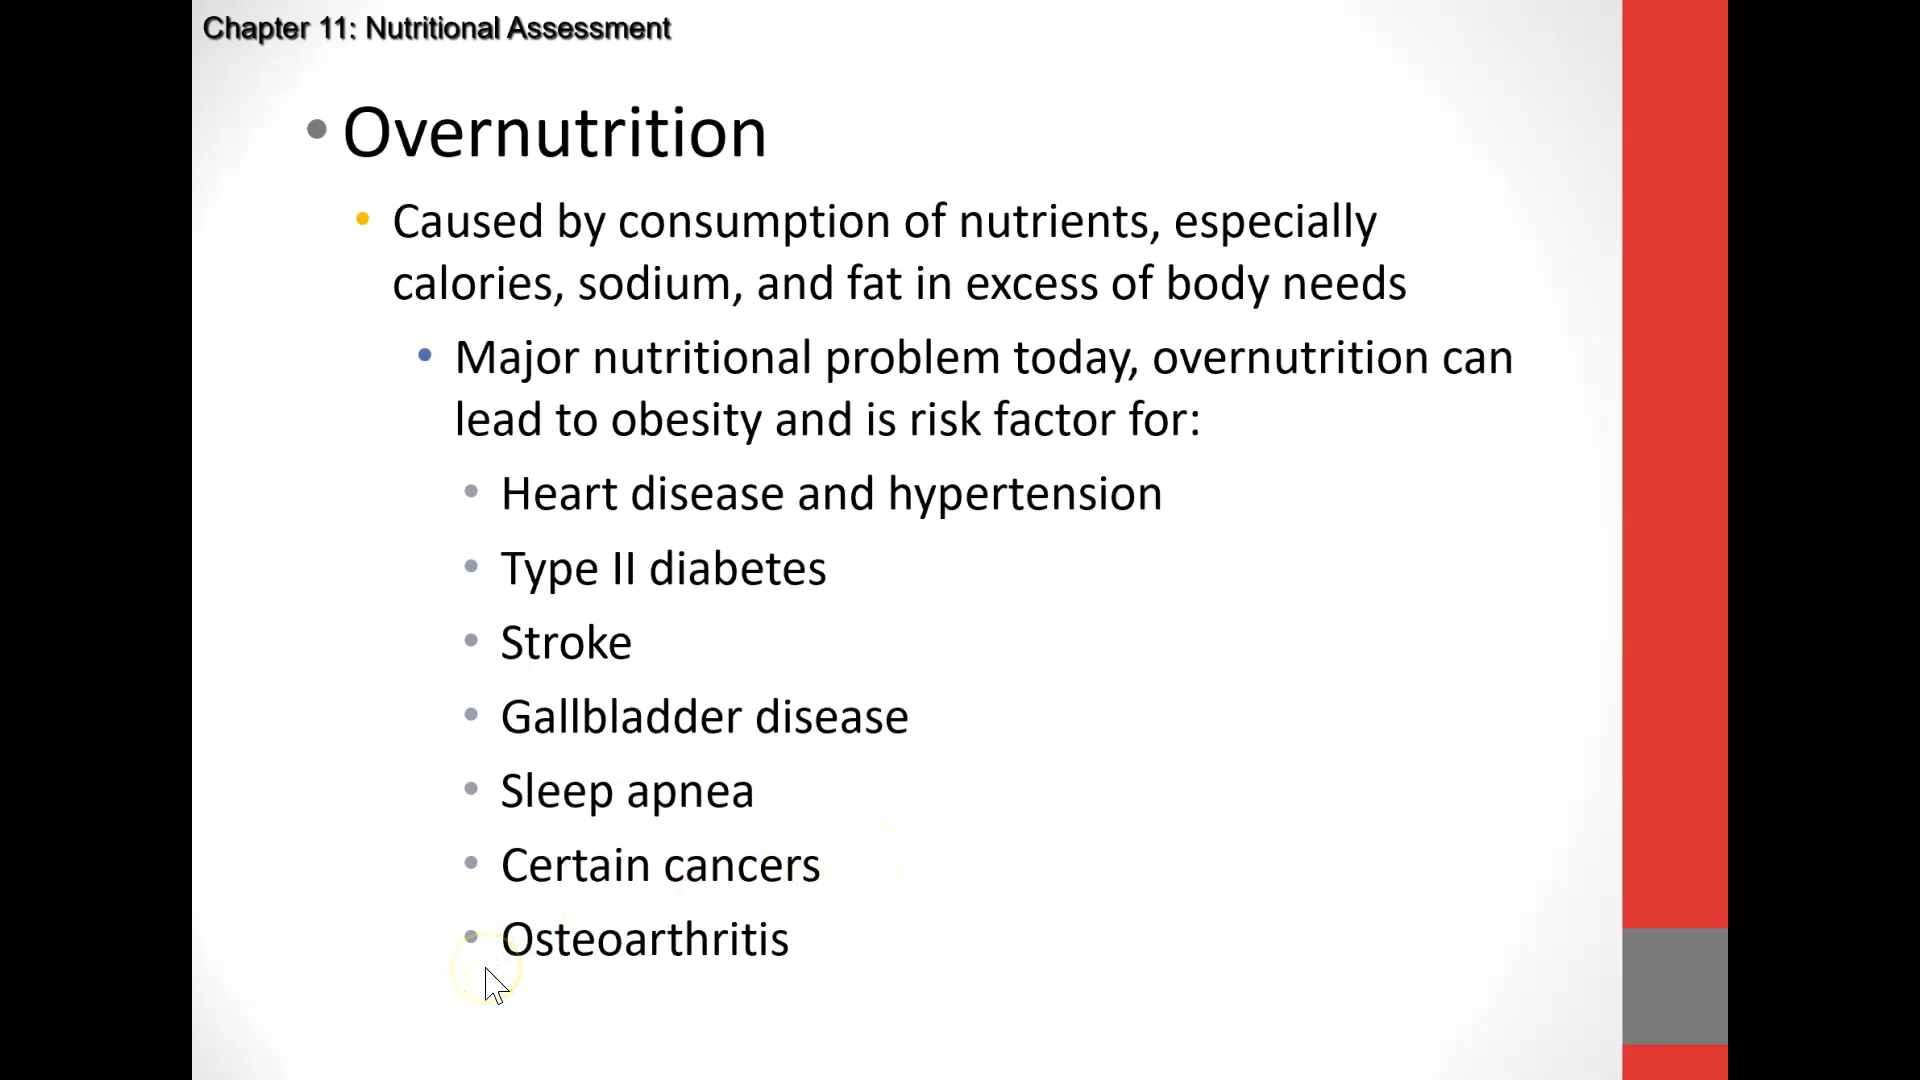 Chapter 11: Nutritional Assessment
• Overnutrition
• Caused by consumption of nutrients, especially
calories, sodium, and fat in excess of body needs
• Major nutritional problem today, overnutrition can
lead to obesity and is risk factor for:
• Heart disease and hypertension
• Type II diabetes
• Stroke
• Gallbladder disease
• Sleep apnea
• Certain cancers
• Osteoarthritis